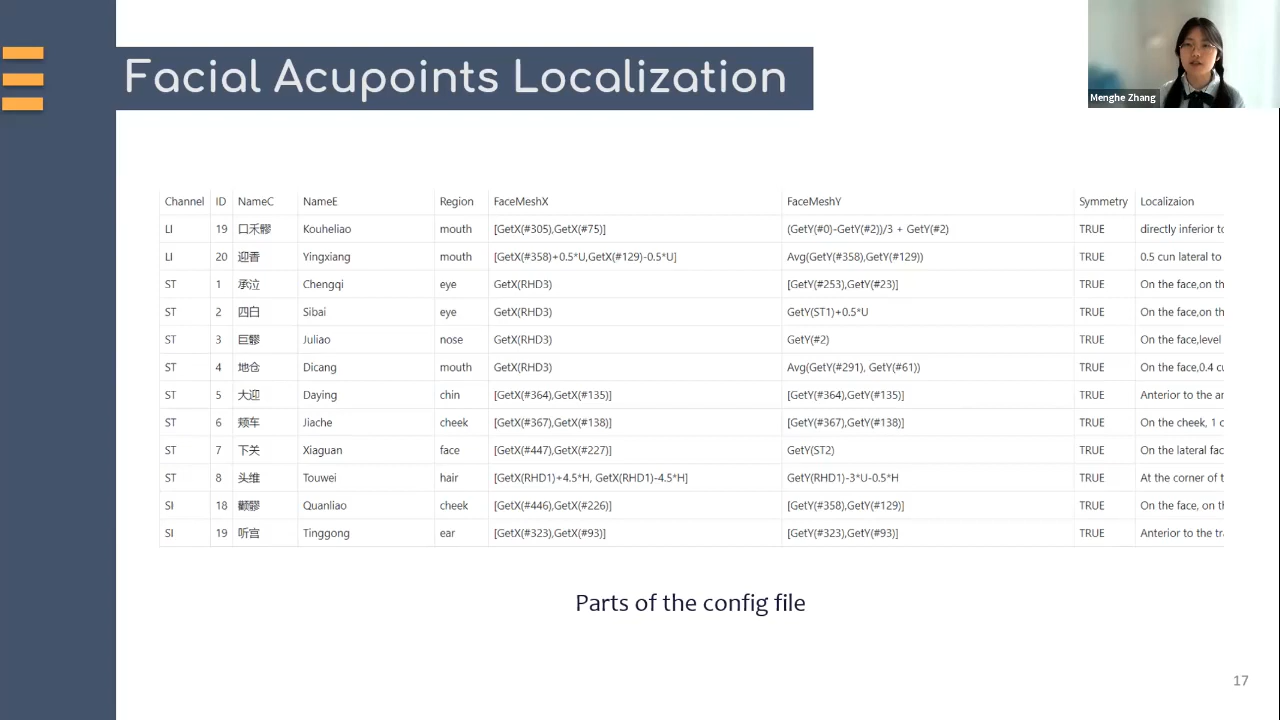 Facial Acupoints Localization
Menghe Zhang
Channel ID NameC NameE Region FaceMeshX FaceMeshY Symmetry Localizaion
LI 19 口禾髎 Kouheliao mouth [GetX(#305),GetX(#75)] (GetY(#0)-GetY(#2))/3 + GetY(#2) TRUE directly inferior to
LI 20 迎香 Yingxiang mouth [GetX(#358)+0.5*U,GetX(#129)-0.5*U] Avg(GetY(#358),GetY(#129)) TRUE 0.5 cun lateral to
ST 1 承泣 Chengqi eye GetX(RHD3) [GetY(#253),GetY(#23)] TRUE On the face,on th
ST 2 四白 Sibai eye GetX(RHD3) GetY(ST1)+0.5*U TRUE On the face,on th
ST 3 巨髎 Juliao nose GetX(RHD3) GetY(#2) TRUE On the face,level
ST 4 地仓 Dicang mouth GetX(RHD3) Avg(GetY(#291), GetY(#61)) TRUE On the face,0.4 cu
ST 5 大迎 Daying chin [GetX(#364),GetX(#135)] [GetY(#364),GetY(#135)] TRUE Anterior to the an
ST 6 颊车 Jiache cheek [GetX(#367),GetX(#138)] [GetY(#367),GetY(#138)] TRUE On the cheek, 1 c
ST 7 下关 Xiaguan face [GetX(#447),GetX(#227)] GetY(ST2) TRUE On the lateral fac
ST 8 头维 Touwei hair [GetX(RHD1)+4.5*H, GetX(RHD1)-4.5*H] GetY(RHD1)-3*U-0.5*H TRUE At the corner of t
SI 18 颧髎 Quanliao cheek [GetX(#446),GetX(#226)] [GetY(#358),GetY(#129)] TRUE On the face, on th
SI 19 听宫 Tinggong ear [GetX(#323),GetX(#93)] [GetY(#323),GetY(#93)] TRUE Anterior to the tr
Parts of the config file
17